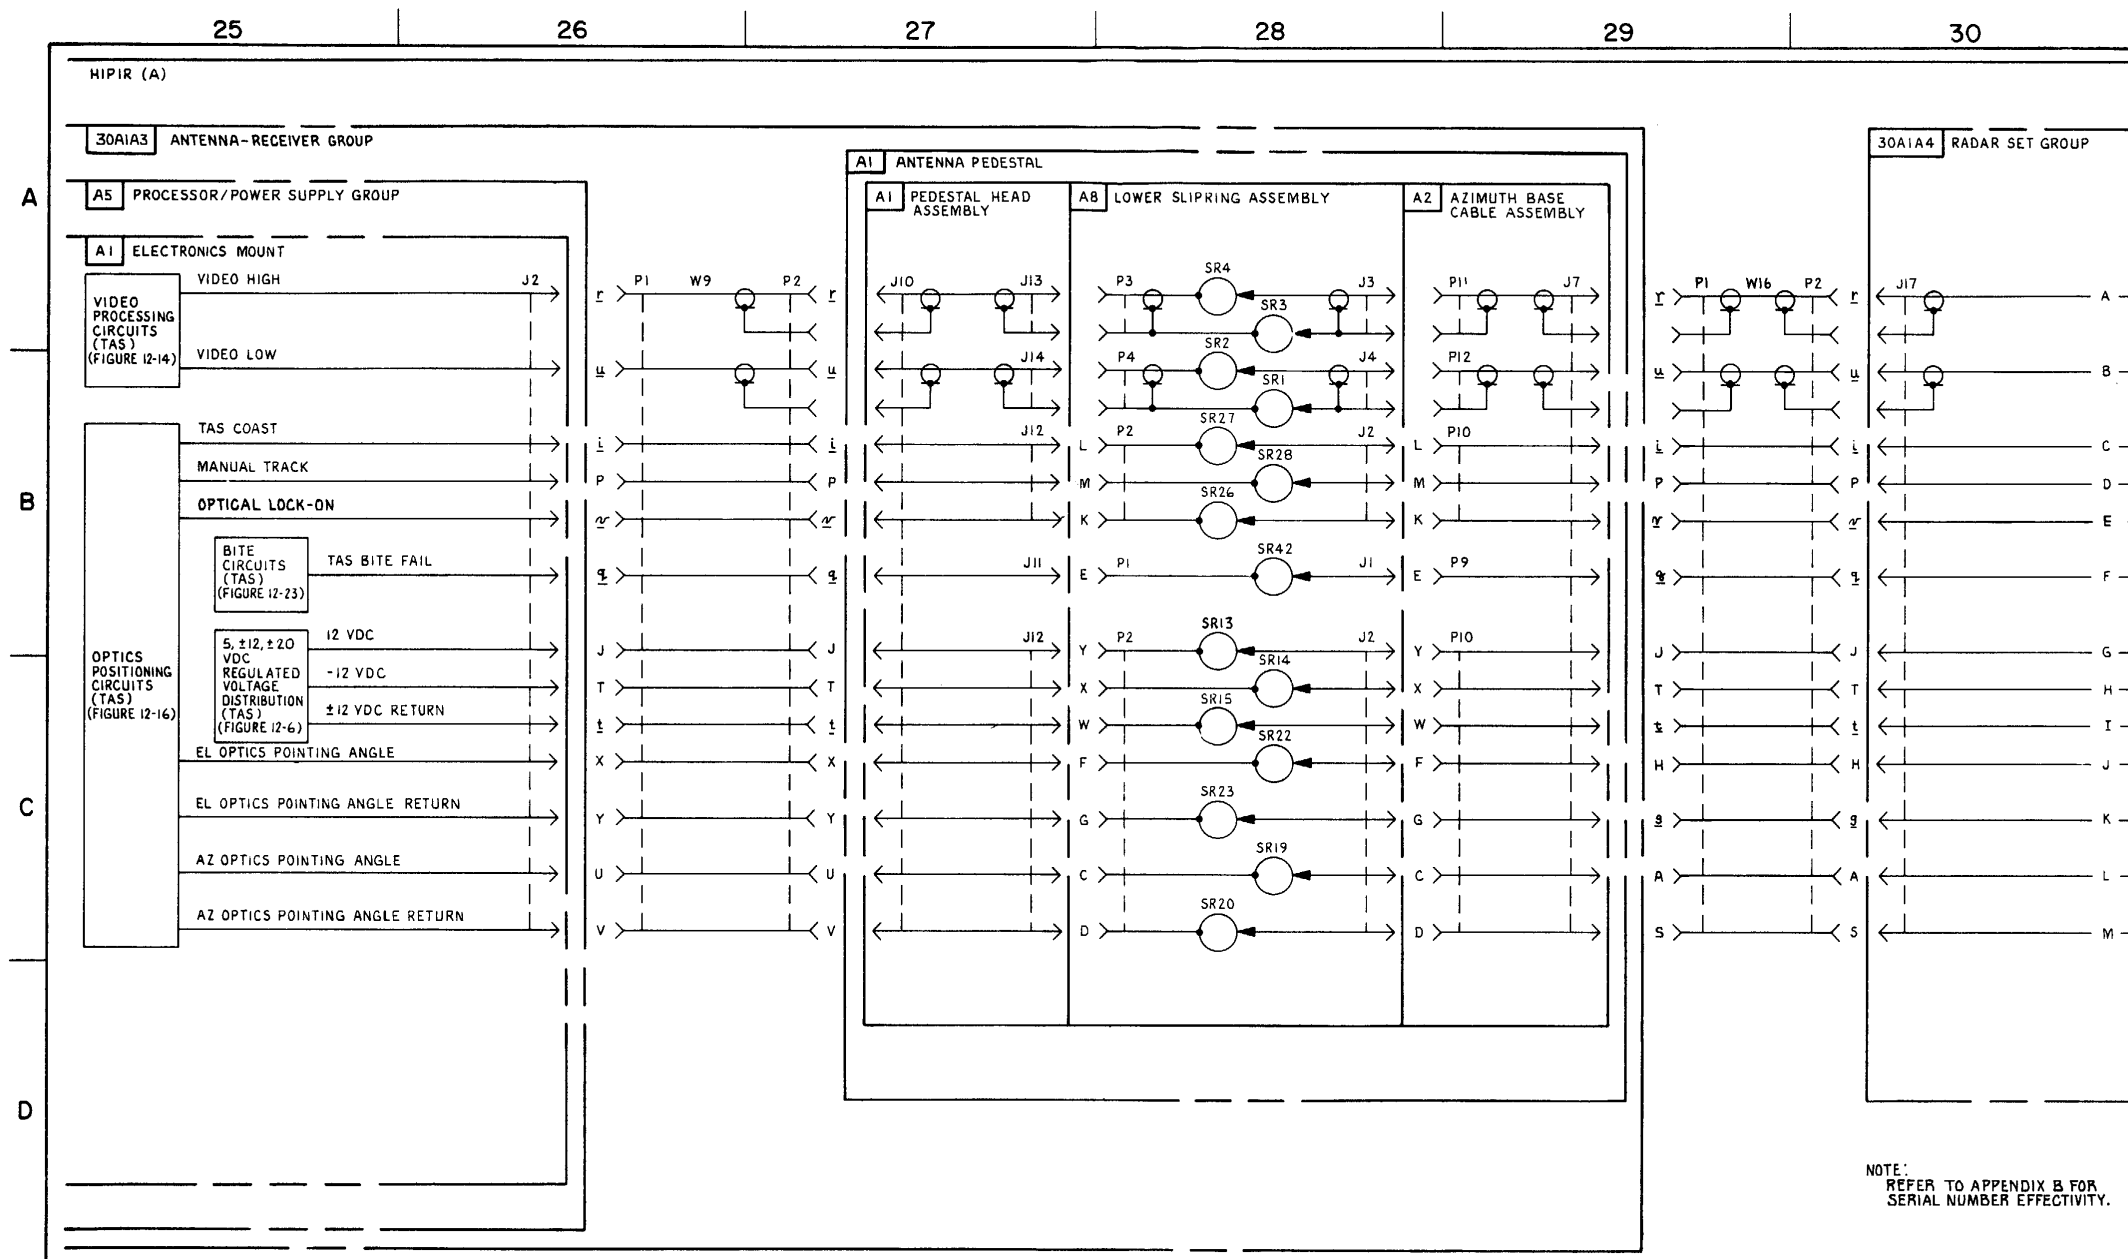 25 26 27 28 29 30
HIPIR (A)
30A1A3 ANTENNA-RECEIVER GROUP
30A1A4 RADAR SET GROUP
A1 ANTENNA PEDESTAL
A
A5 PROCESSOR/POWER SUPPLY GROUP
A1 PEDESTAL HEAD
ASSEMBLY
A8 LOWER SLIPRING ASSEMBLY
A2 AZIMUTH BASE
CABLE ASSEMBLY
A1 ELECTRONICS MOUNT
VIDEO
PROCESSING
CIRCUITS
(TAS)
(FIGURE 12-14)
VIDEO HIGH J2 r P1 W9 P2 r J10 J13 P3 SR4 J3 P11 J7 r P1 W16 P2 r J17 A
SR3
VIDEO LOW u u J14 P4 SR2 J4 P12 u u B
SR1
TAS COAST i i J12 L P2 SR27 J2 L P10 i i C
MANUAL TRACK P P M SR28 M P P D
B
OPTICAL LOCK-ON v v K SR26 K v v E
BITE
CIRCUITS
(TAS)
(FIGURE 12-23)
TAS BITE FAIL q q J11 E P1 SR42 J1 E P9 q q F
OPTICS
POSITIONING
CIRCUITS
(TAS)
(FIGURE 12-16)
5, ±12, ±20
VDC
REGULATED
VOLTAGE
DISTRIBUTION
(TAS)
(FIGURE 12-6)
12 VDC J J J12 Y P2 SR13 J2 Y P10 J J G
-12 VDC T T X SR14 X T T H
±12 VDC RETURN t t W SR15 W t t I
EL OPTICS POINTING ANGLE X X F SR22 F H H J
C
EL OPTICS POINTING ANGLE RETURN Y Y G SR23 G g g K
AZ OPTICS POINTING ANGLE U U C SR19 C A A L
AZ OPTICS POINTING ANGLE RETURN V V D SR20 D S S M
D
NOTE:
REFER TO APPENDIX B FOR
SERIAL NUMBER EFFECTIVITY.